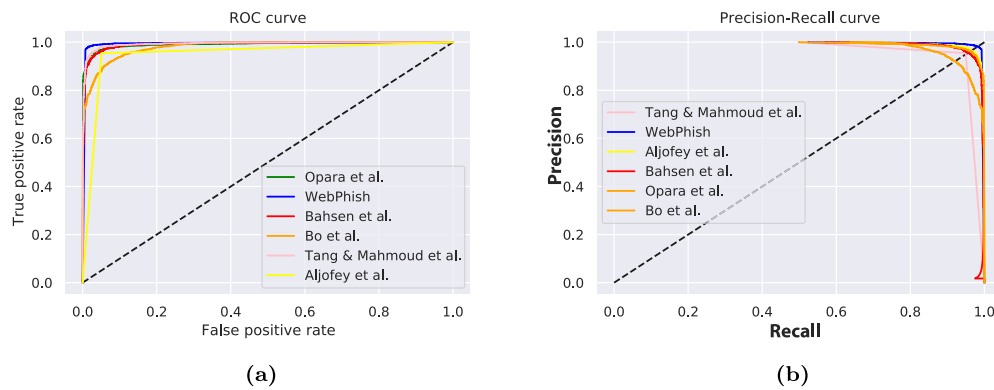 ROC curve
True positive rate
1.0
0.8
0.6
0.4
0.2
0.0
Opara et al.
WebPhish
Bahsen et al.
Bo et al.
Tang & Mahmoud et al.
Aljofey et al.
0.0 0.2 0.4 0.6 0.8 1.0
False positive rate
(a)
Precision-Recall curve
Precision
1.0
0.8
0.6
0.4
0.2
0.0
Tang & Mahmoud et al.
WebPhish
Aljofey et al.
Bahsen et al.
Opara et al.
Bo et al.
0.0 0.2 0.4 0.6 0.8 1.0
Recall
(b)